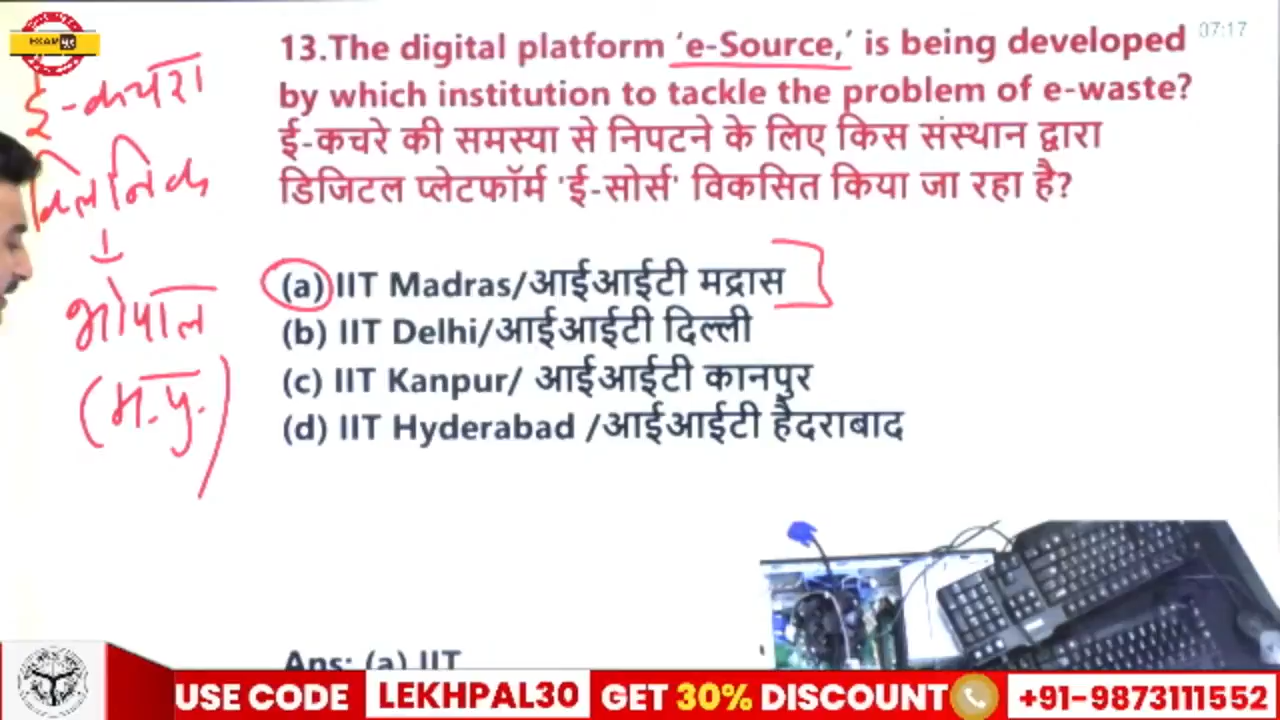 07:17
13.The digital platform ‘e-Source,’ is being developed
by which institution to tackle the problem of e-waste?
ई-कचरे की समस्या से निपटने के लिए किस संस्थान द्वारा
डिजिटल प्लेटफॉर्म 'ई-सोर्स' विकसित किया जा रहा है?
ई-कचरा
क्लिनिक
भोपाल
(म.प्र.)
(a) IIT Madras/आईआईटी मद्रास
(b) IIT Delhi/आईआईटी दिल्ली
(c) IIT Kanpur/ आईआईटी कानपुर
(d) IIT Hyderabad /आईआईटी हैदराबाद
Ans: (a) IIT
USE CODE LEKHPAL30 GET 30% DISCOUNT +91-9873111552